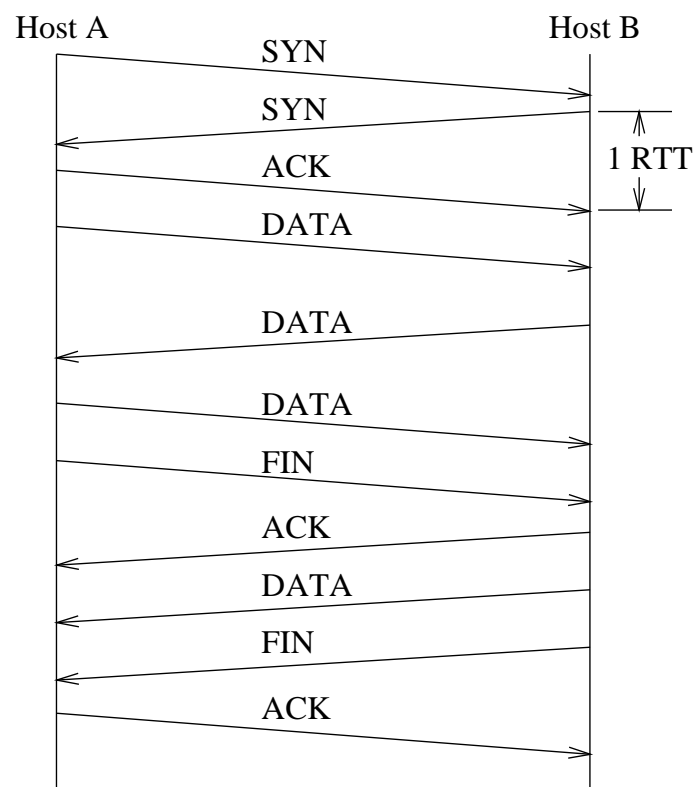 Host A
Host B
SYN
SYN
1 RTT
ACK
DATA
DATA
DATA
FIN
ACK
DATA
FIN
ACK